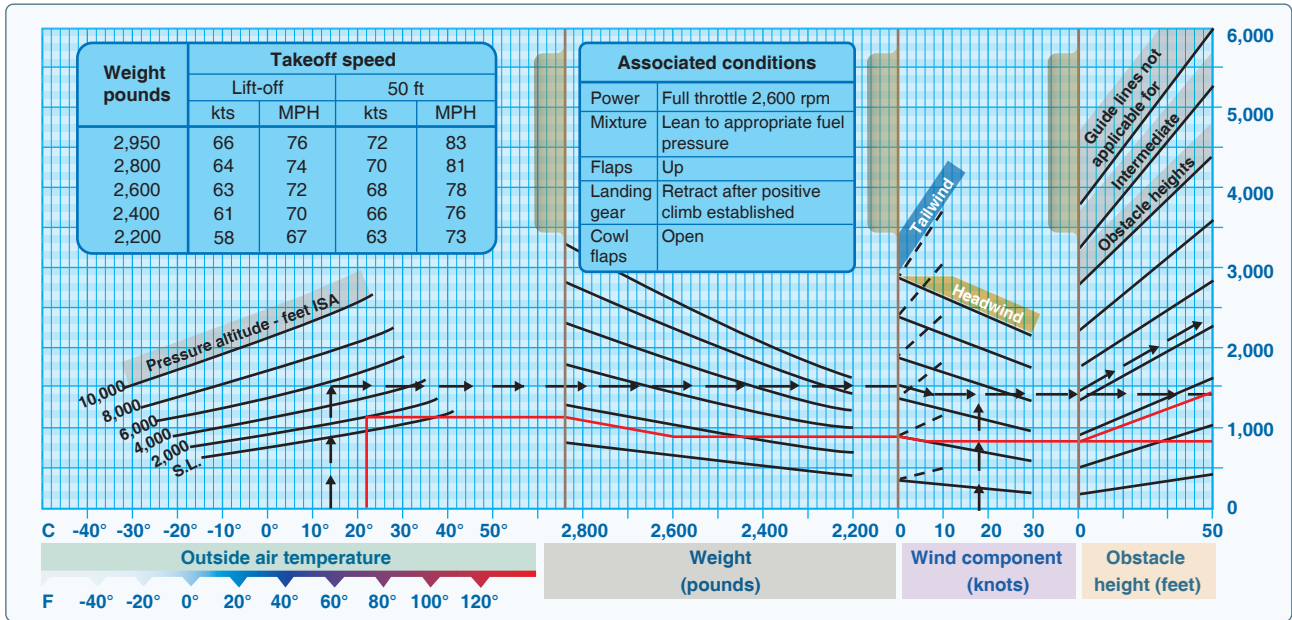 Weight pounds
Takeoff speed
Lift-off 50 ft
kts MPH kts MPH
2,950 66 76 72 83
2,800 64 74 70 81
2,600 63 72 68 78
2,400 61 70 66 76
2,200 58 67 63 73
Associated conditions
Power Full throttle 2,600 rpm
Mixture Lean to appropriate fuel
pressure
Flaps Up
Landing Retract after positive
gear climb established
Cowl Open
flaps
Guide lines not
applicable for
Intermediate
Obstacle heights
Tailwind
Headwind
Pressure altitude - feet ISA
10,000
8,000
6,000
4,000
2,000
S.L.
6,000
5,000
4,000
3,000
2,000
1,000
0
C -40° -30 -20° -10° 0° 10° 20° 30° 40° 50°
2,800 2,600 2,400 2,200
0 10 20 30
0 50
Outside air temperature
F -40° -20° 0° 20° 40° 60° 80° 100° 120°
Weight
(pounds)
Wind component
(knots)
Obstacle
height (feet)